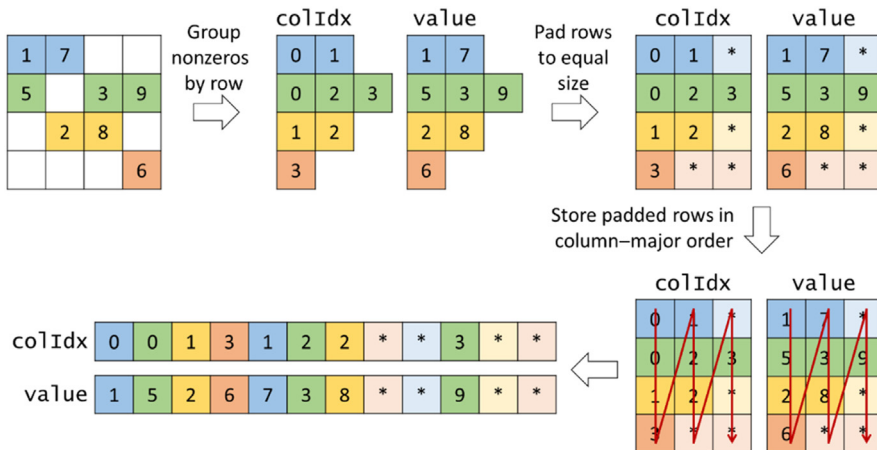 1 7
5 3 9
2 8
6
Group
nonzeros
by row
colIdx value
0 1 1 7
0 2 3 5 3 9
1 2 2 8
3 6
Pad rows
to equal
size
colIdx value
0 1 * 1 7 *
0 2 3 5 3 9
1 2 * 2 8 *
3 * * 6 * *
Store padded rows in
column–major order
colIdx value
0 1 * 1 7 *
0 2 3 5 3 9
1 2 * 2 8 *
3 * * 6 * *
colIdx 0 0 1 3 1 2 2 * * 3 * *
value 1 5 2 6 7 3 8 * * 9 * *